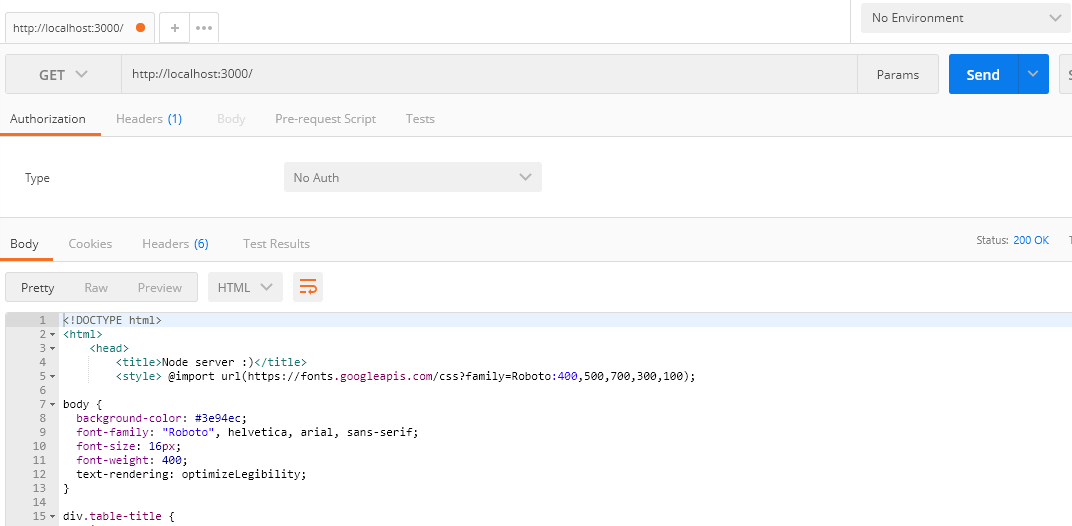 http://localhost:3000/ + ••• No Environment
GET http://localhost:3000/ Params Send
Authorization Headers (1) Body Pre-request Script Tests
Type No Auth
Body Cookies Headers (6) Test Results Status: 200 OK
Pretty Raw Preview HTML
1 <!DOCTYPE html>
2 <html>
3 <head>
4 <title>Node server :)</title>
5 <style> @import url(https://fonts.googleapis.com/css?family=Roboto:400,500,700,300,100);
6
7 body {
8 background-color: #3e94ec;
9 font-family: "Roboto", helvetica, arial, sans-serif;
10 font-size: 16px;
11 font-weight: 400;
12 text-rendering: optimizeLegibility;
13 }
14
15 div.table-title {